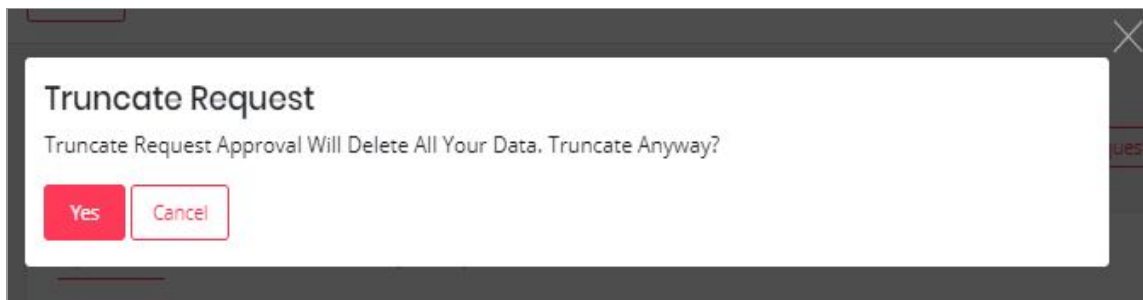 Truncate Request
Truncate Request Approval Will Delete All Your Data. Truncate Anyway?
Yes
Cancel